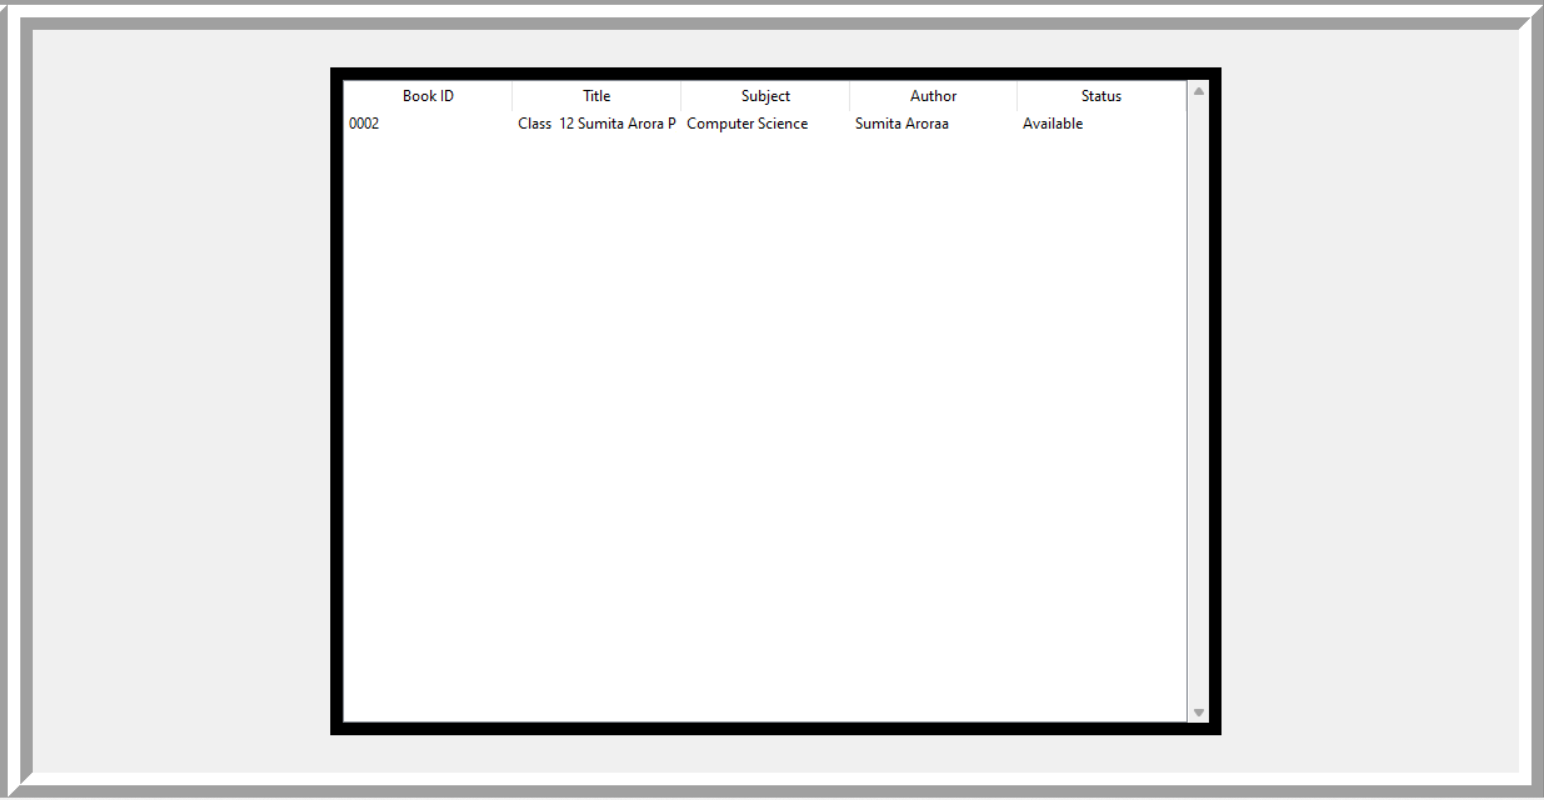 Book ID Title Subject Author Status
0002 Class  12 Sumita Arora P Computer Science Sumita Aroraa Available